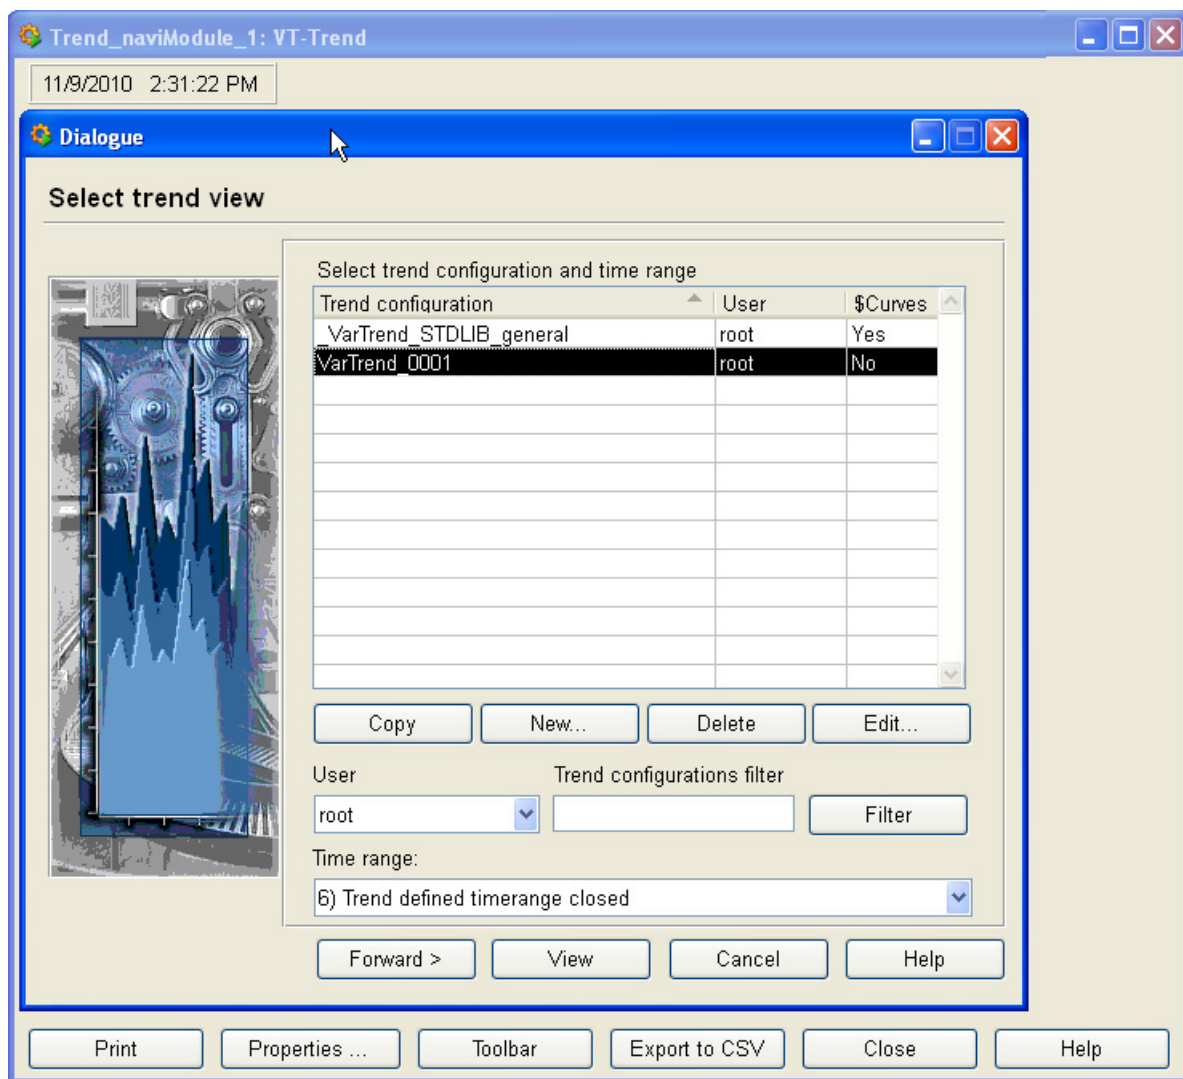 Trend_naviModule_1: VT-Trend
11/9/2010 2:31:22 PM
Dialogue
Select trend view
Select trend configuration and time range
Trend configuration User $Curves
_VarTrend_STDLIB_general root Yes
VarTrend_0001 root No
Copy New... Delete Edit...
User Trend configurations filter
root Filter
Time range:
6) Trend defined timerange closed
Forward > View Cancel Help
Print Properties ... Toolbar Export to CSV Close Help